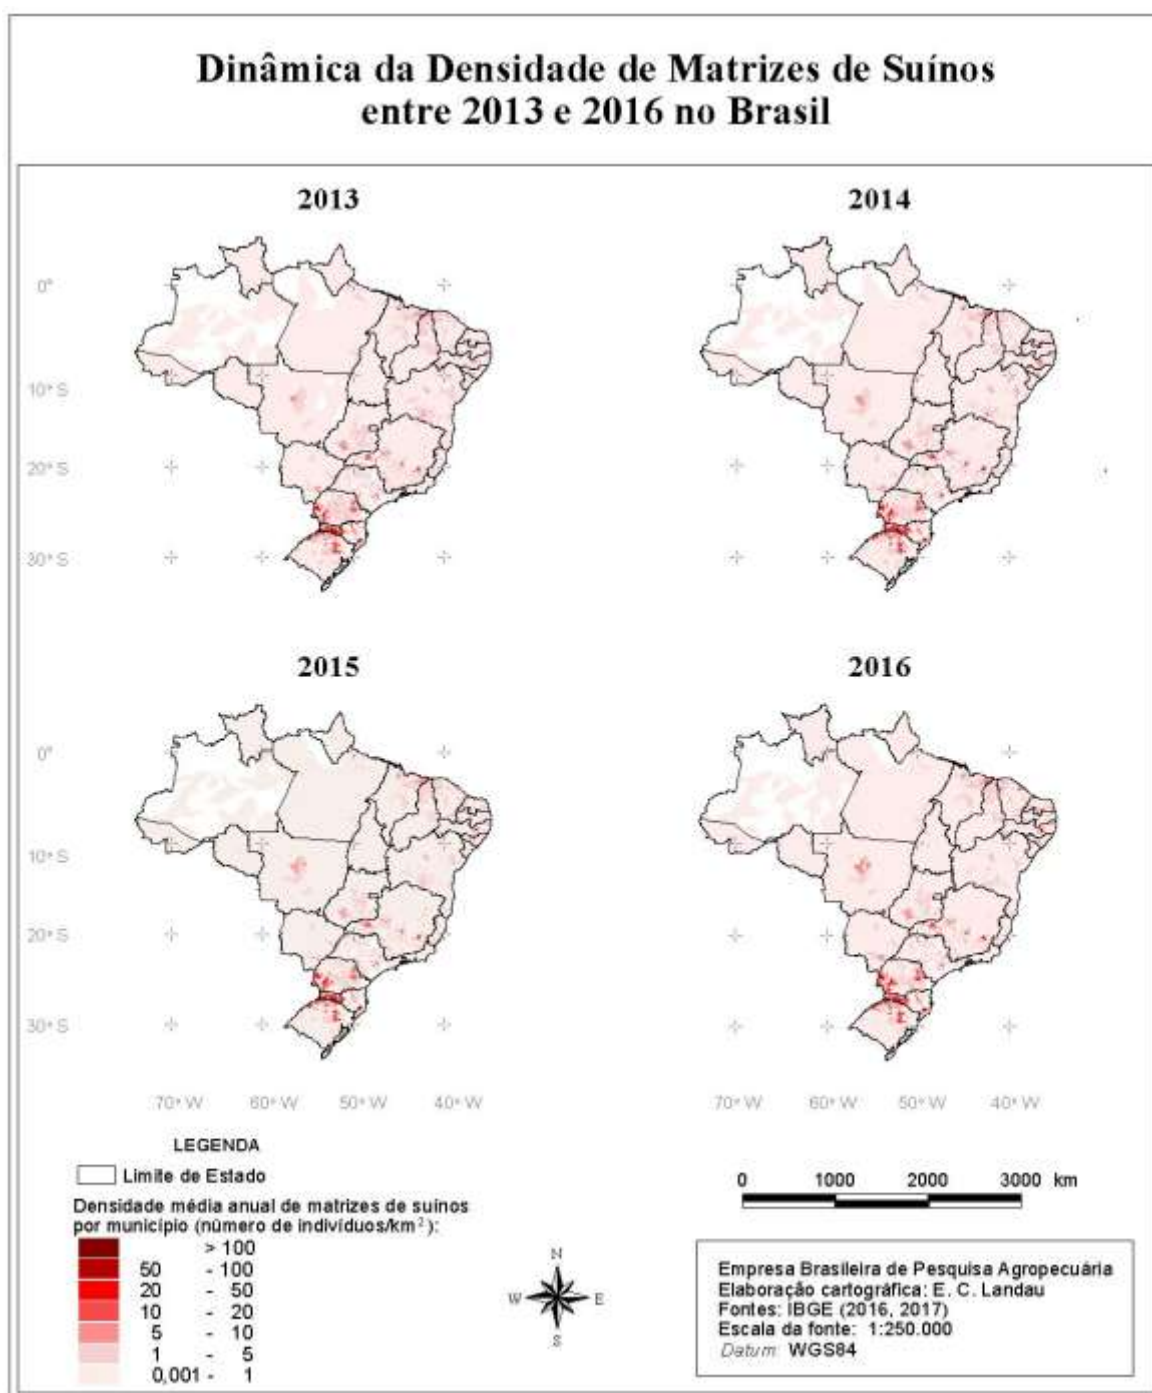 Dinâmica da Densidade de Matrizes de Suínos
entre 2013 e 2016 no Brasil
2013
2014
0°
10° S
20° S
30° S
2015
2016
0°
10° S
20° S
30° S
70° W 60° W 50° W 40° W
70° W 60° W 50° W 40° W
LEGENDA
Limite de Estado
Densidade média anual de matrizes de suínos
por município (número de indivíduos/km²):
> 100
50 - 100
20 - 50
10 - 20
5 - 10
1 - 5
0,001 - 1
N
W E
S
0 1000 2000 3000 km
Empresa Brasileira de Pesquisa Agropecuária
Elaboração cartográfica: E. C. Landau
Fontes: IBGE (2016, 2017)
Escala da fonte: 1:250.000
Datum: WGS84